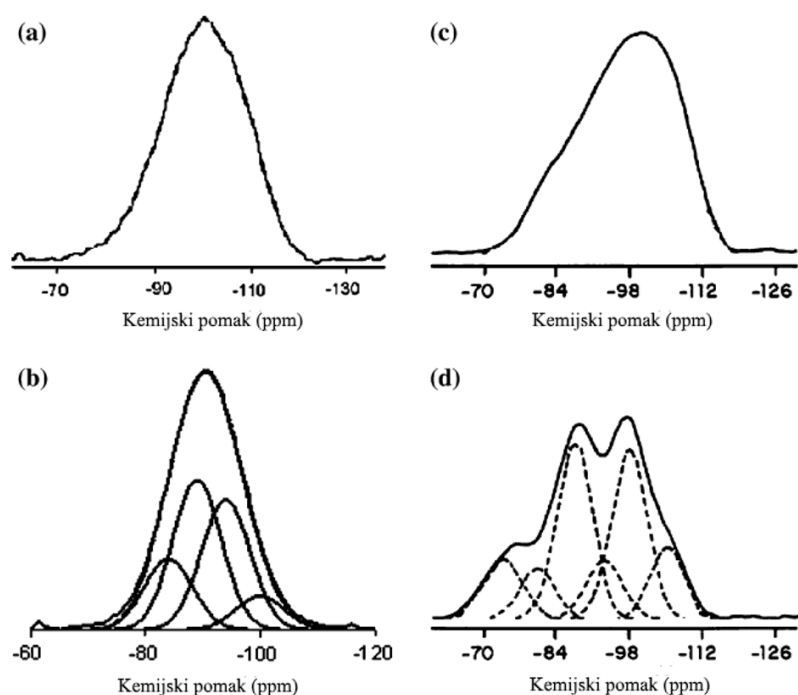 (a)
-70 -90 -110 -130
Kemijski pomak (ppm)
(c)
-70 -84 -98 -112 -126
Kemijski pomak (ppm)
(b)
-60 -80 -100 -120
Kemijski pomak (ppm)
(d)
-70 -84 -98 -112 -126
Kemijski pomak (ppm)